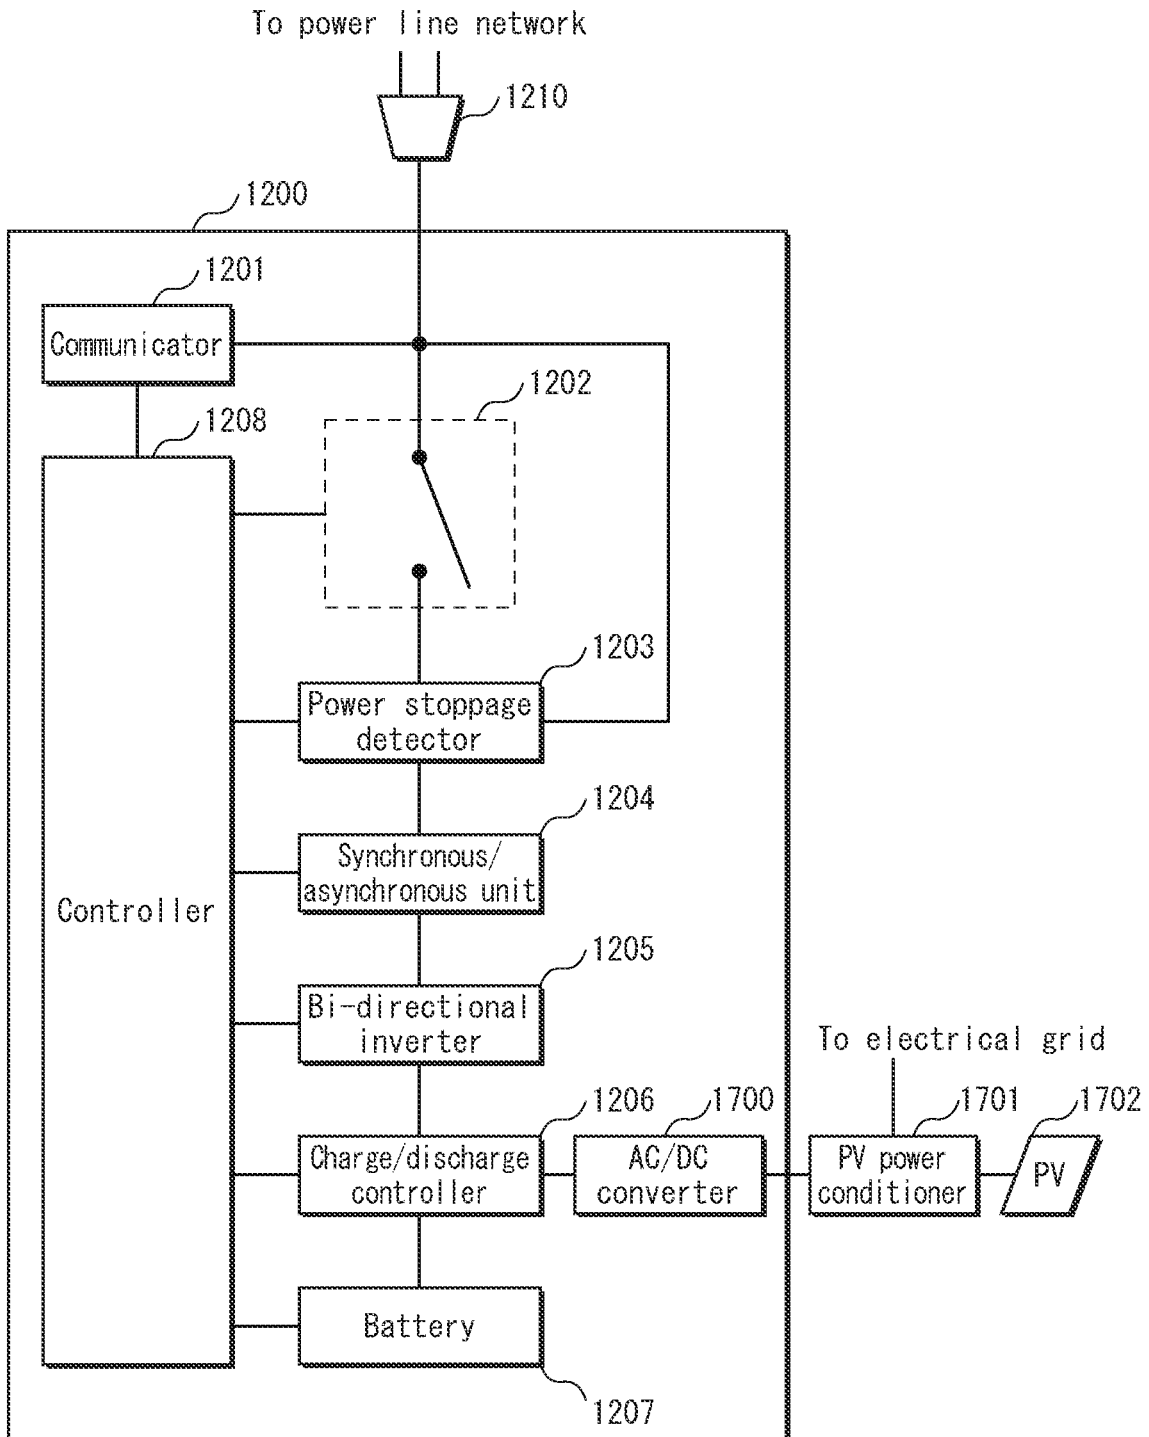 To power line network
1210
1200
1201
Communicator
1202
1208
1203
Power stoppage
detector
1204
Synchronous/
asynchronous unit
Controller
1205
Bi-directional
inverter
To electrical grid
1206
1700
1701
1702
Charge/discharge
controller
AC/DC
converter
PV power
conditioner
PV
Battery
1207